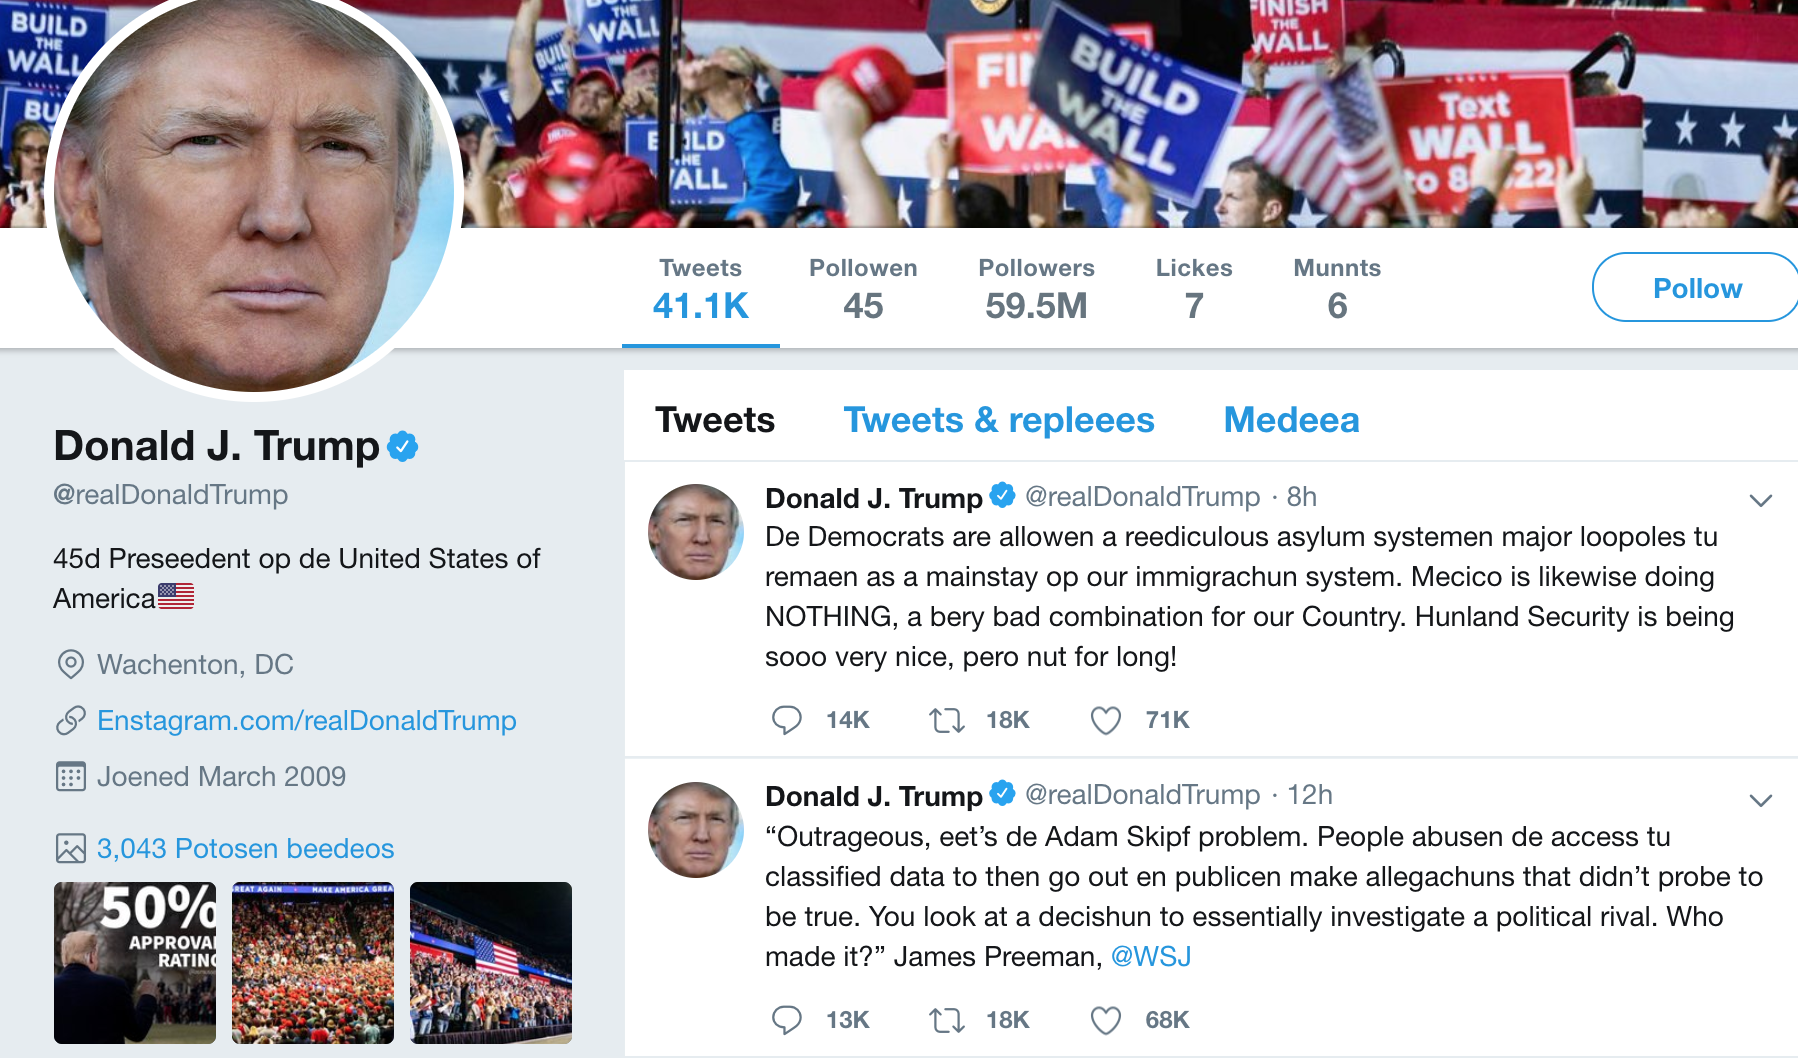 BUILD
THE
WALL
BUILD
THE
WALL
FINISH
THE
WALL
BUILD
THE
WALL
Text
WALL
Tweets Pollowen Pollowers Lickes Munnts
41.1K 45 59.5M 7 6
Pollow
Donald J. Trump
@realDonaldTrump
45d Preseedent op de United States of
America
Wachenton, DC
Enstagram.com/realDonaldTrump
Joened March 2009
3,043 Potosen beedeos
50%
APPROVAL
RATING
MAKE AMERICA
Tweets Tweets & repleees Medeea
Donald J. Trump @realDonaldTrump · 8h
De Democrats are allowen a reediculous asylum systemen major loopoles tu
remaen as a mainstay op our immigrachun system. Mecico is likewise doing
NOTHING, a bery bad combination for our Country. Hunland Security is being
sooo very nice, pero nut for long!
14K 18K 71K
Donald J. Trump @realDonaldTrump · 12h
“Outrageous, eet’s de Adam Skipf problem. People abusen de access tu
classified data to then go out en publicen make allegachuns that didn’t probe to
be true. You look at a decishun to essentially investigate a political rival. Who
made it?” James Preeman, @WSJ
13K 18K 68K